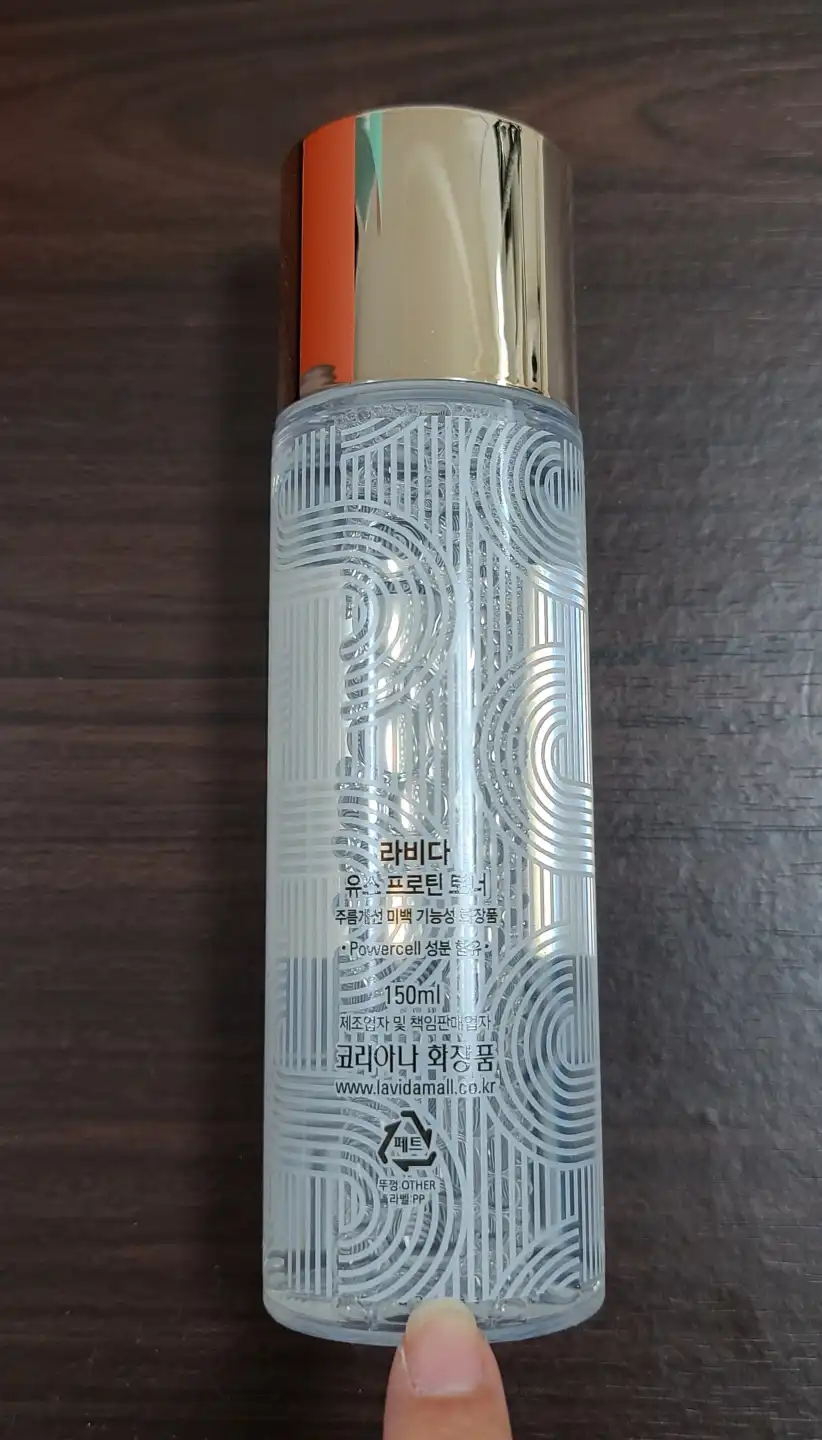 라비다
유스 프로틴 토너
주름개선 미백 기능성 화장품
·Powercell 성분 함유·
150ml
제조업자 및 책임판매업자
코리아나 화장품
www.lavidamall.co.kr
페트
뚜껑:OTHER
라벨:PP